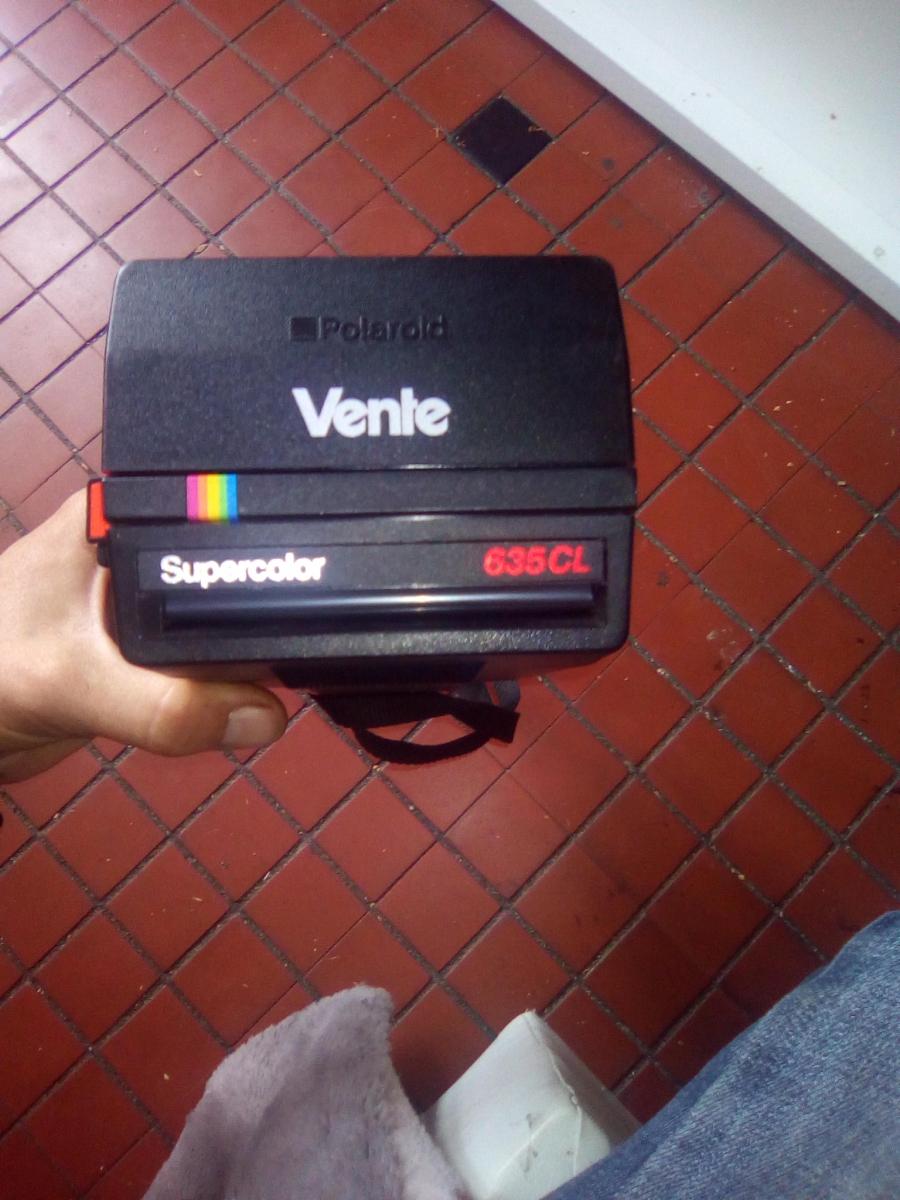 Polaroid
Vente
Supercolor 635CL